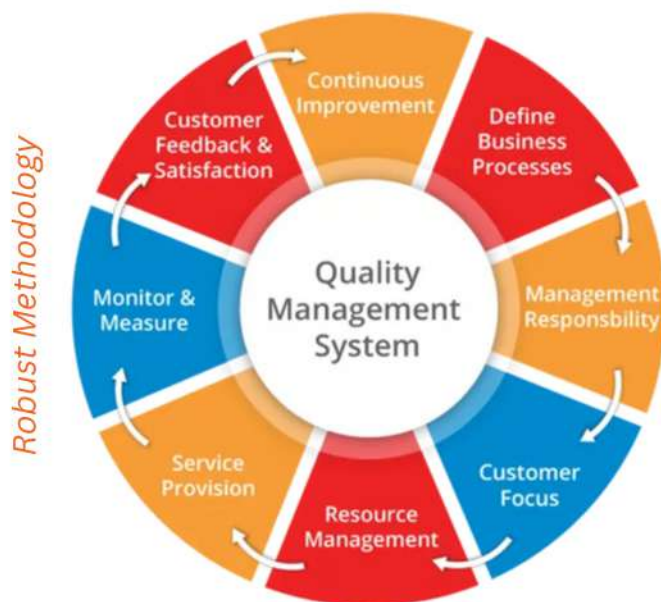 Robust Methodology
Quality
Management
System
Continuous
Improvement
Define
Business
Processes
Management
Responsbility
Customer
Focus
Resource
Management
Service
Provision
Monitor &
Measure
Customer
Feedback &
Satisfaction